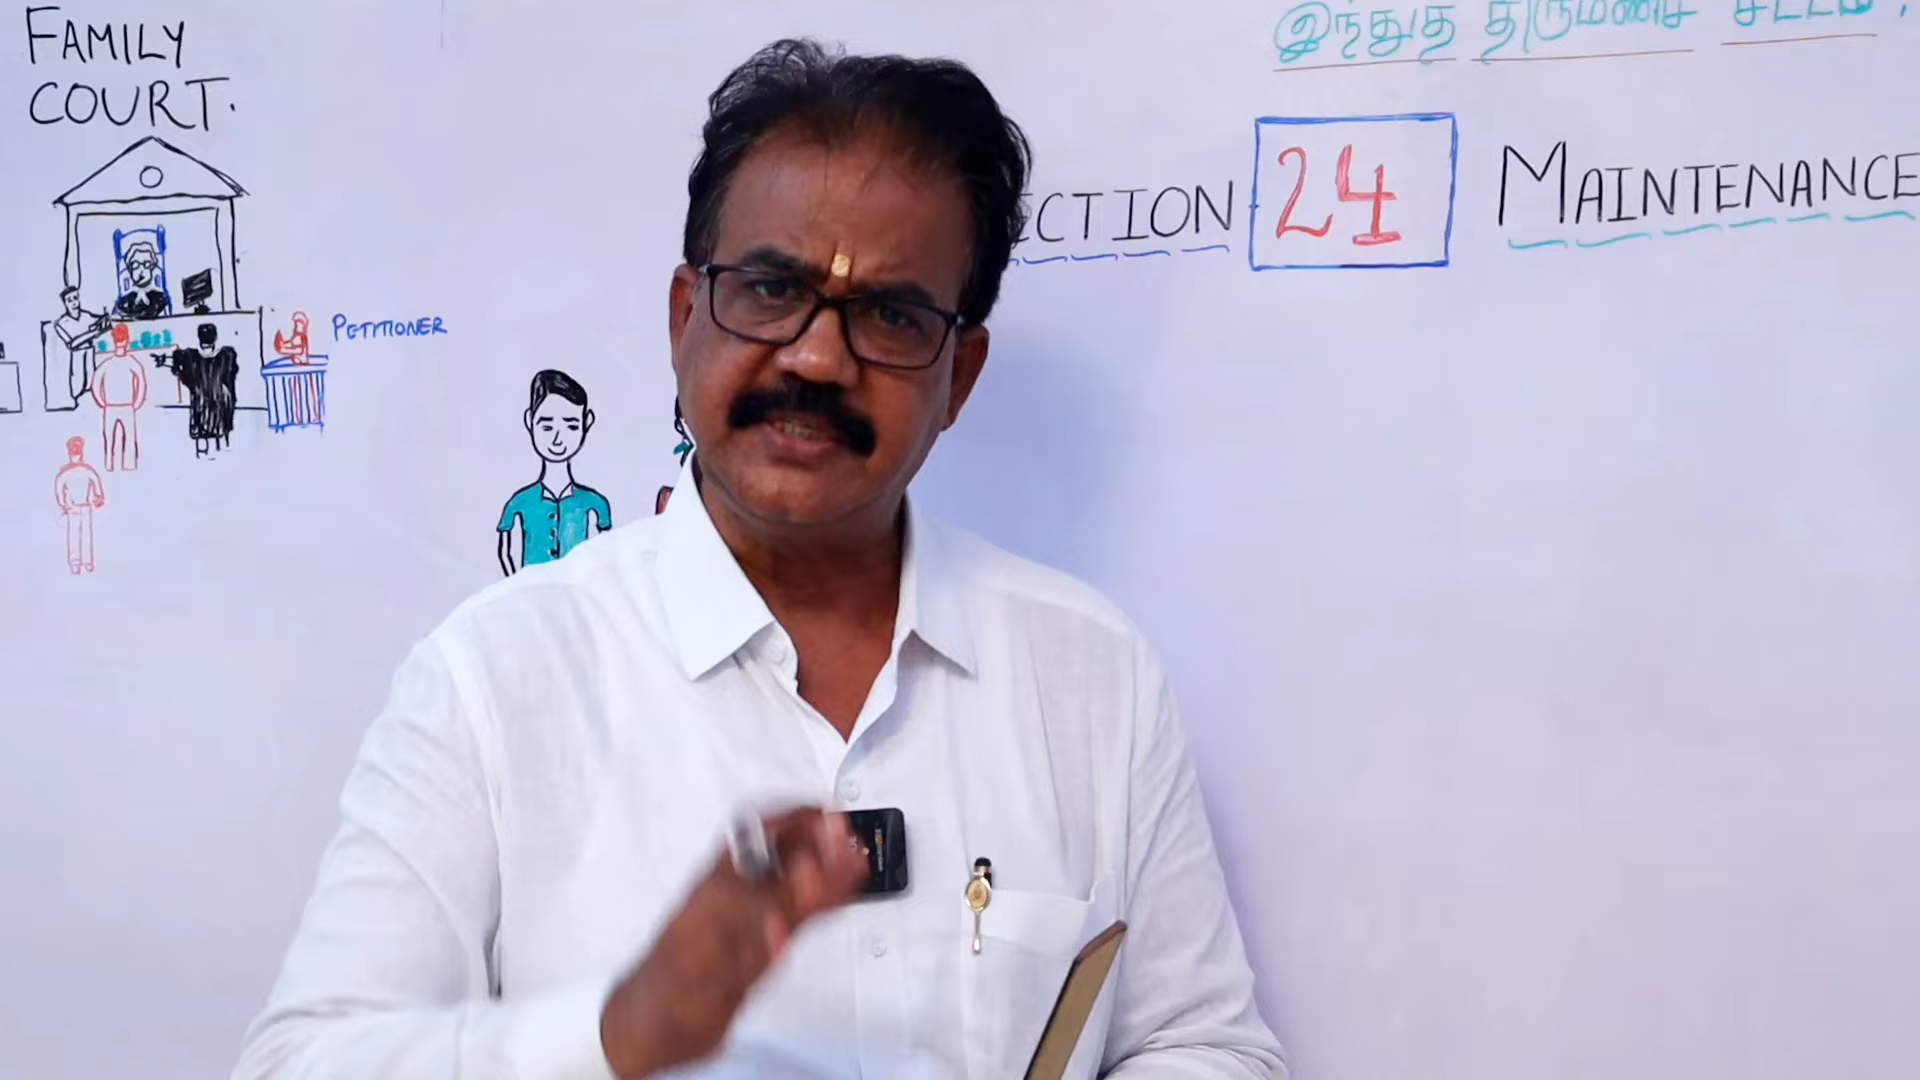 FAMILY
COURT.
PETITIONER
இந்துத திருமணச சட்டம்
ECTION 24 MAINTENANCE